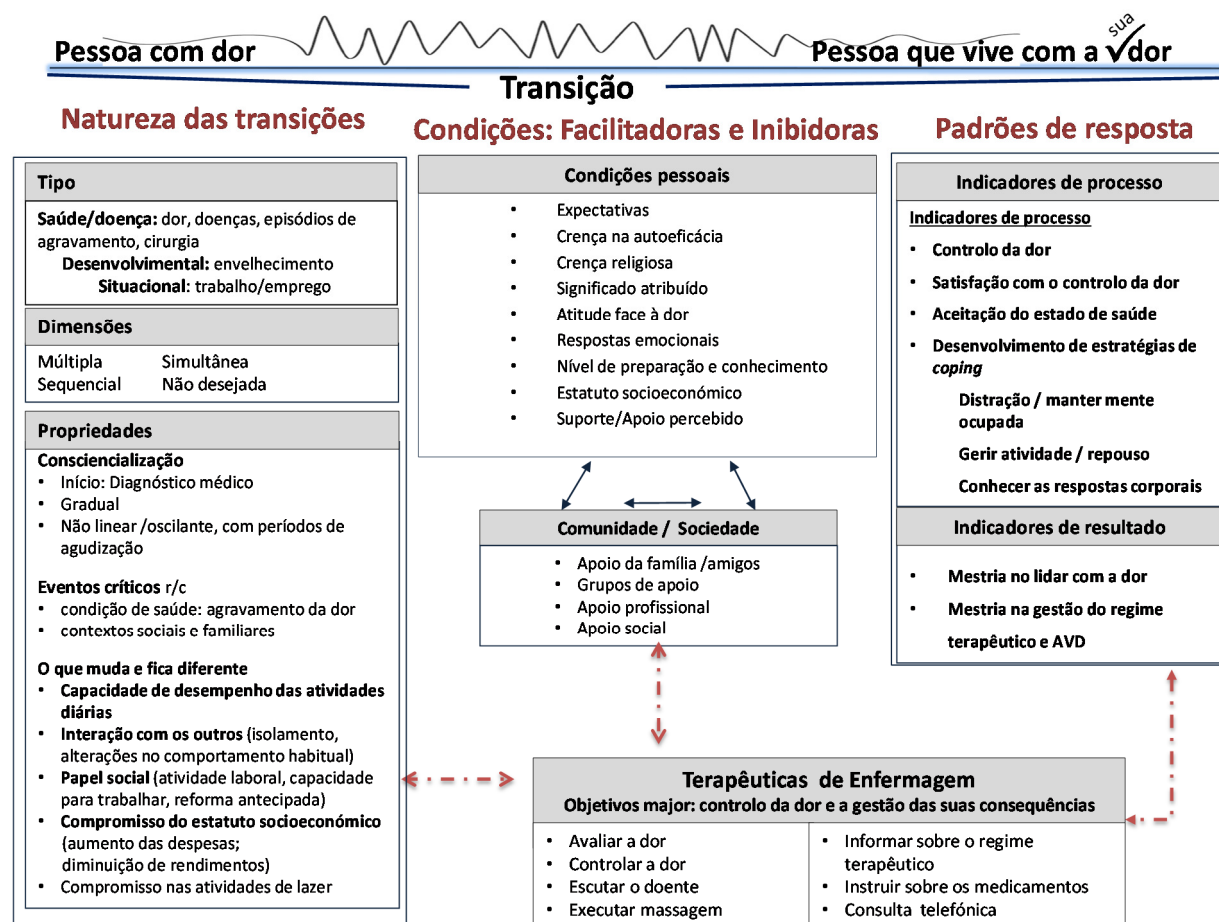 sua
Pessoa com dor
Pessoa que vive com a dor
Transição
Natureza das transições
Tipo
Saúde/doença: dor, doenças, episódios de
agravamento, cirurgia
Desenvolvimental: envelhecimento
Situacional: trabalho/emprego
Dimensões
Múltipla Simultânea
Sequencial Não desejada
Propriedades
Consciencialização
• Início: Diagnóstico médico
• Gradual
• Não linear /oscilante, com períodos de
agudização
Eventos críticos r/c
• condição de saúde: agravamento da dor
• contextos sociais e familiares
O que muda e fica diferente
• Capacidade de desempenho das atividades
diárias
• Interação com os outros (isolamento,
alterações no comportamento habitual)
• Papel social (atividade laboral, capacidade
para trabalhar, reforma antecipada)
• Compromisso do estatuto socioeconómico
(aumento das despesas;
diminuição de rendimentos)
• Compromisso nas atividades de lazer
Condições: Facilitadoras e Inibidoras
Condições pessoais
• Expectativas
• Crença na autoeficácia
• Crença religiosa
• Significado atribuído
• Atitude face à dor
• Respostas emocionais
• Nível de preparação e conhecimento
• Estatuto socioeconómico
• Suporte/Apoio percebido
Comunidade / Sociedade
• Apoio da família /amigos
• Grupos de apoio
• Apoio profissional
• Apoio social
Padrões de resposta
Indicadores de processo
Indicadores de processo
• Controlo da dor
• Satisfação com o controlo da dor
• Aceitação do estado de saúde
• Desenvolvimento de estratégias de
coping
Distração / manter mente
ocupada
Gerir atividade / repouso
Conhecer as respostas corporais
Indicadores de resultado
• Mestria no lidar com a dor
• Mestria na gestão do regime
terapêutico e AVD
Terapêuticas de Enfermagem
Objetivos major: controlo da dor e a gestão das suas consequências
• Avaliar a dor
• Controlar a dor
• Escutar o doente
• Executar massagem
• Informar sobre o regime
terapêutico
• Instruir sobre os medicamentos
• Consulta telefónica